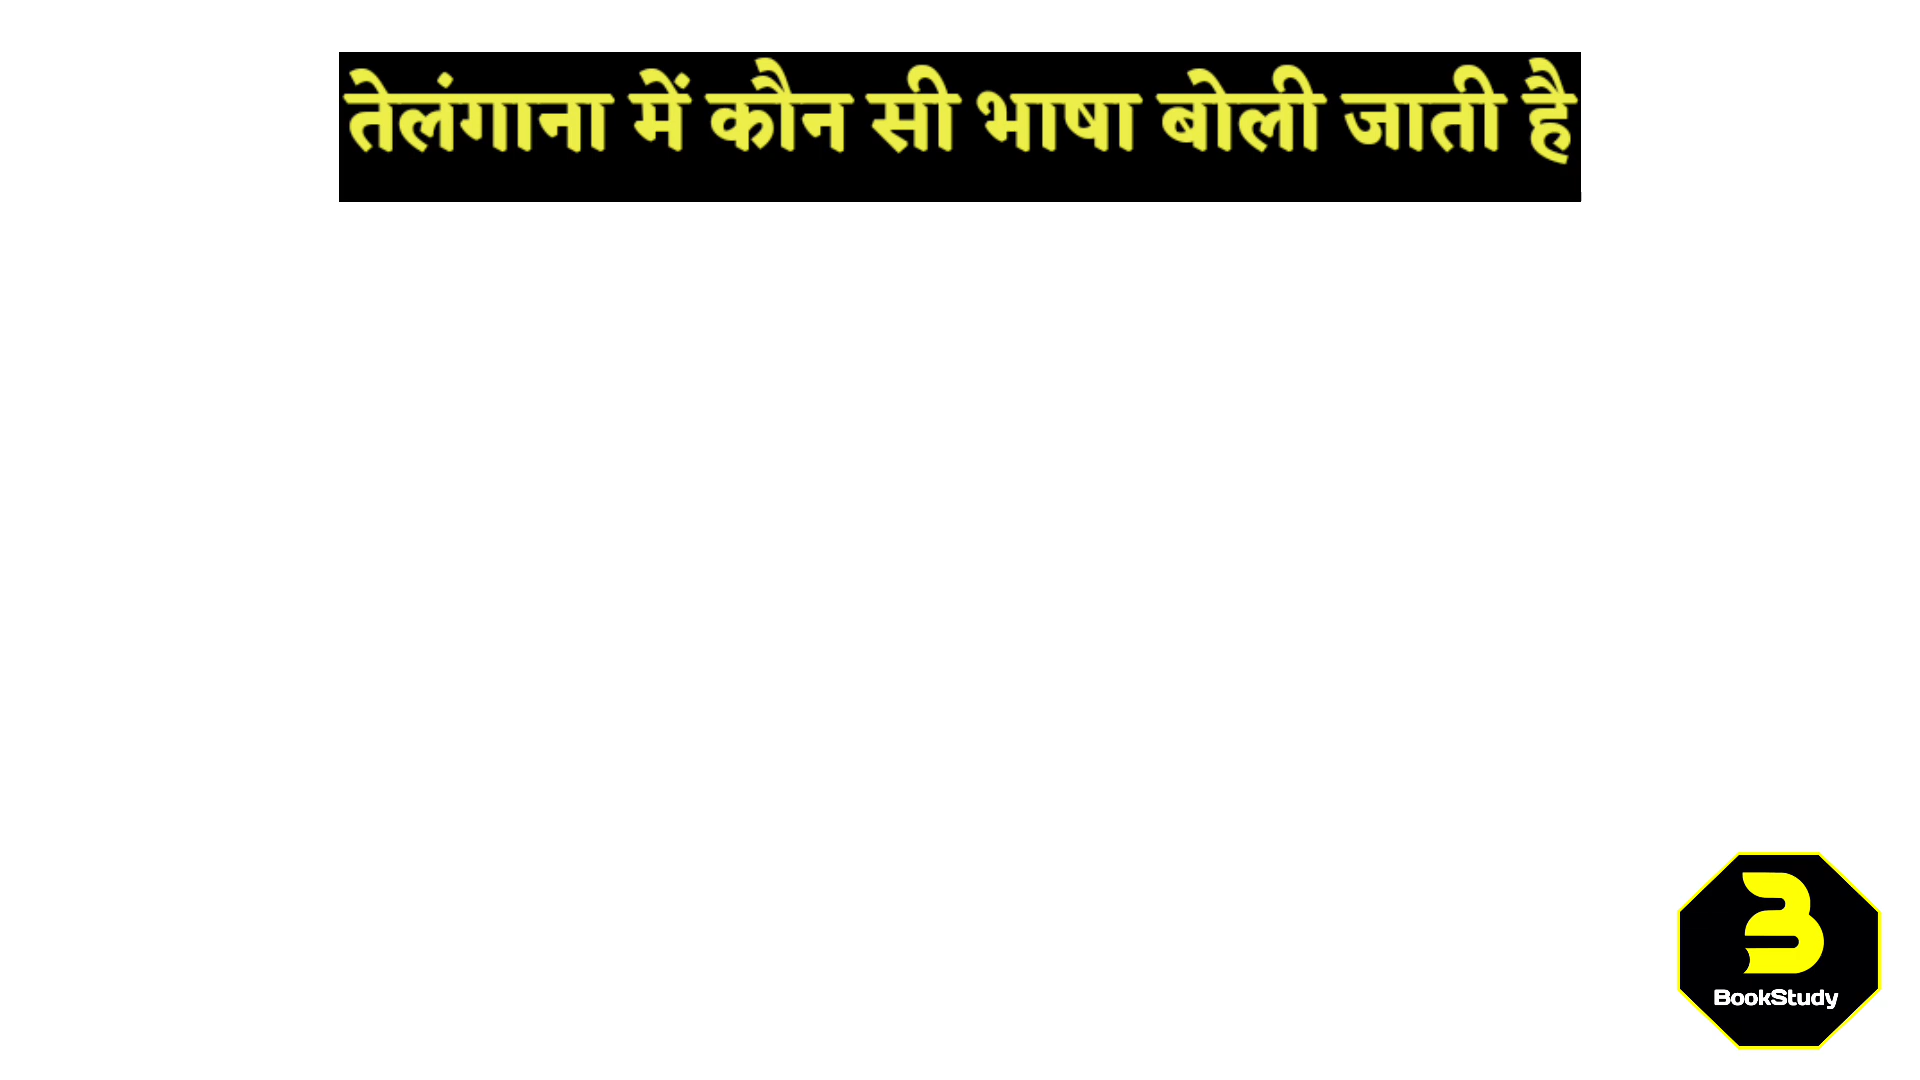 तेलंगाना में कौन सी भाषा बोली जाती है
BookStudy